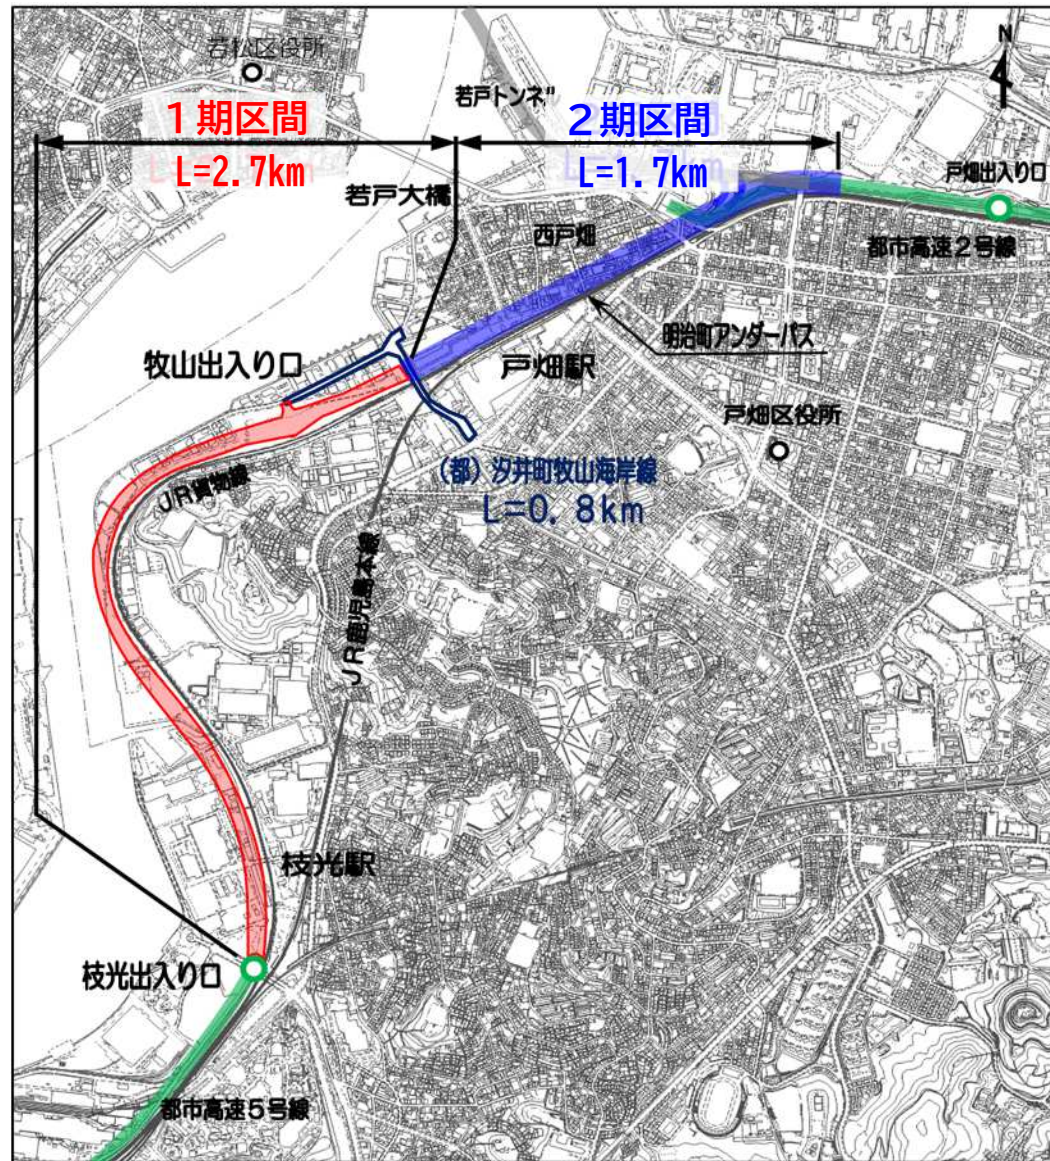 若松区役所
N
若戸トンネル
1期区間
L=2.7km
2期区間
L=1.7km
戸畑出入り口
若戸大橋
西戸畑
都市高速2号線
明治町アンダーパス
牧山出入り口
戸畑駅
戸畑区役所
(都)汐井町牧山海岸線
L=0.8km
JR貨物線
JR鹿児島本線
枝光駅
枝光出入り口
都市高速5号線